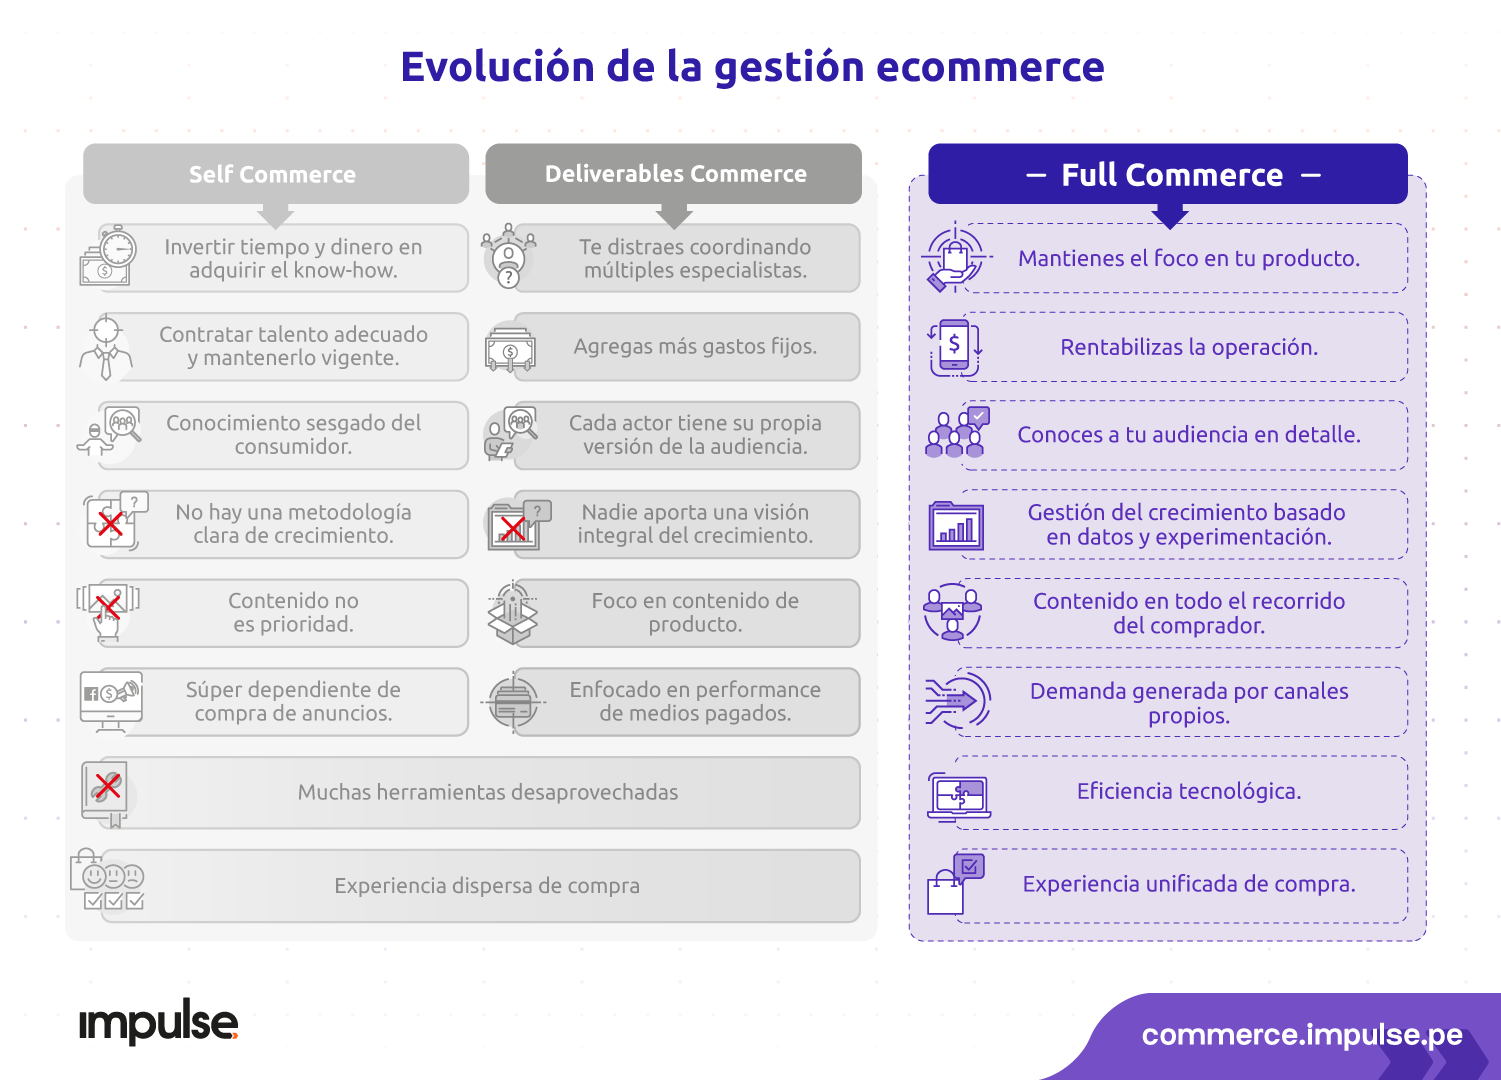 Evolución de la gestión ecommerce
Self Commerce
Invertir tiempo y dinero en
adquirir el know-how.
Contratar talento adecuado
y mantenerlo vigente.
Conocimiento sesgado del
consumidor.
?
No hay una metodología
clara de crecimiento.
Contenido no
es prioridad.
Súper dependiente de
compra de anuncios.
Deliverables Commerce
?
Te distraes coordinando
múltiples especialistas.
$
Agregas más gastos fijos.
Cada actor tiene su propia
versión de la audiencia.
?
Nadie aporta una visión
integral del crecimiento.
Foco en contenido de
producto.
Enfocado en performance
de medios pagados.
Muchas herramientas desaprovechadas
Experiencia dispersa de compra
– Full Commerce –
Mantienes el foco en tu producto.
$
Rentabilizas la operación.
Conoces a tu audiencia en detalle.
Gestión del crecimiento basado
en datos y experimentación.
Contenido en todo el recorrido
del comprador.
Demanda generada por canales
propios.
Eficiencia tecnológica.
Experiencia unificada de compra.
impulse
commerce.impulse.pe